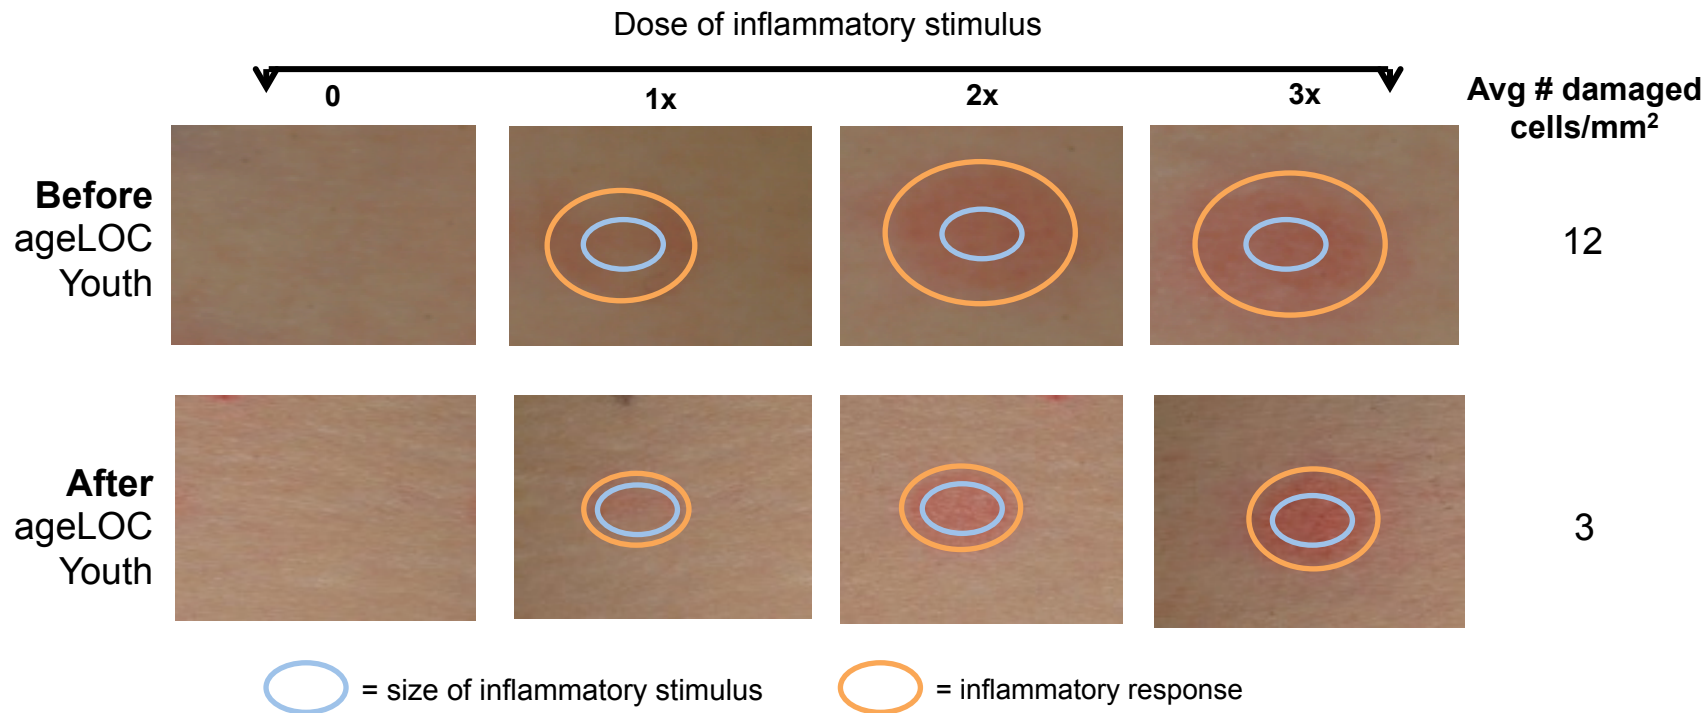 Dose of inflammatory stimulus
0 1x 2x 3x
Avg # damaged
cells/mm²
Before
ageLOC
Youth
12
After
ageLOC
Youth
3
= size of inflammatory stimulus
= inflammatory response